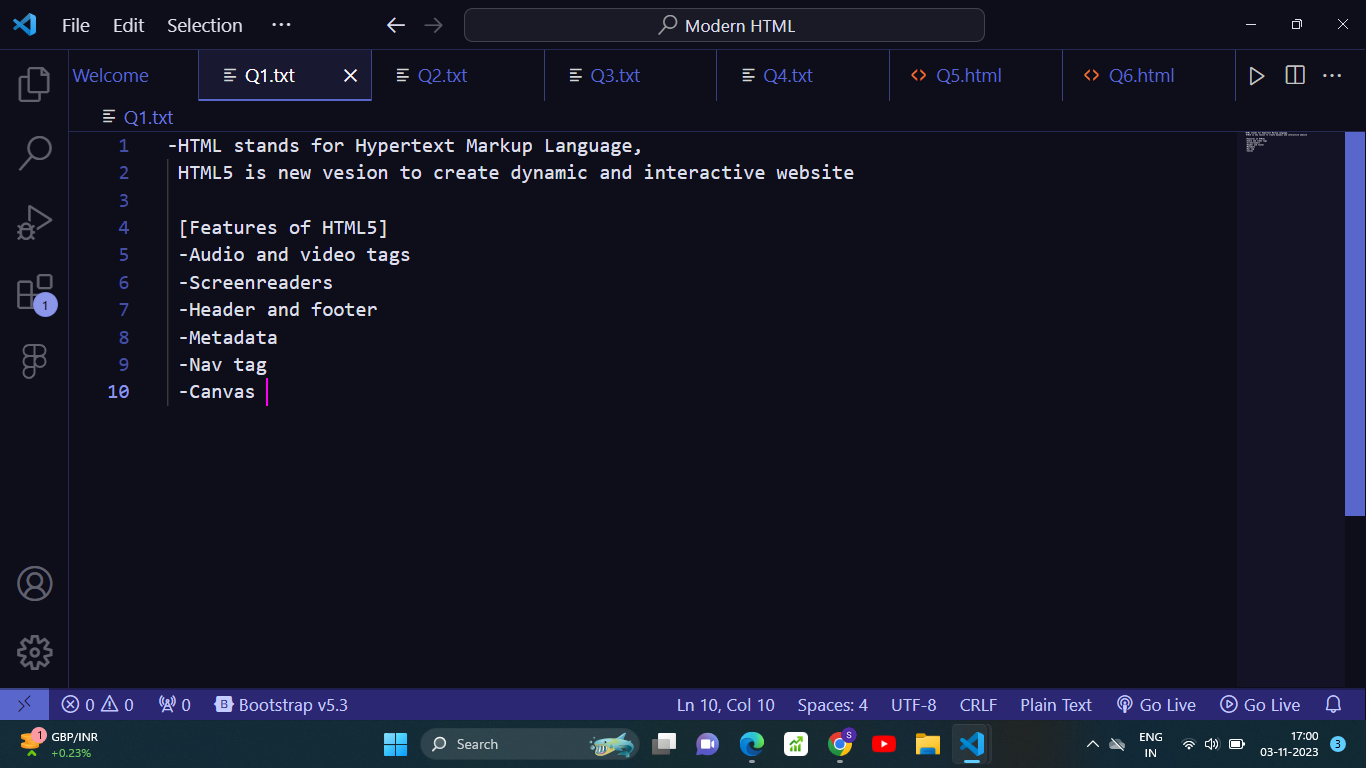 File Edit Selection ··· Modern HTML
Welcome Q1.txt Q2.txt Q3.txt Q4.txt Q5.html Q6.html ···
Q1.txt
1 -HTML stands for Hypertext Markup Language,
2 HTML5 is new vesion to create dynamic and interactive website
3
4 [Features of HTML5]
5 -Audio and video tags
6 -Screenreaders
7 -Header and footer
8 -Metadata
9 -Nav tag
10 -Canvas
1
0 0 0 B Bootstrap v5.3 Ln 10, Col 10 Spaces: 4 UTF-8 CRLF Plain Text Go Live Go Live
1 GBP/INR
+0.23%
Search
S
ENG
IN
17:00
03-11-2023
3